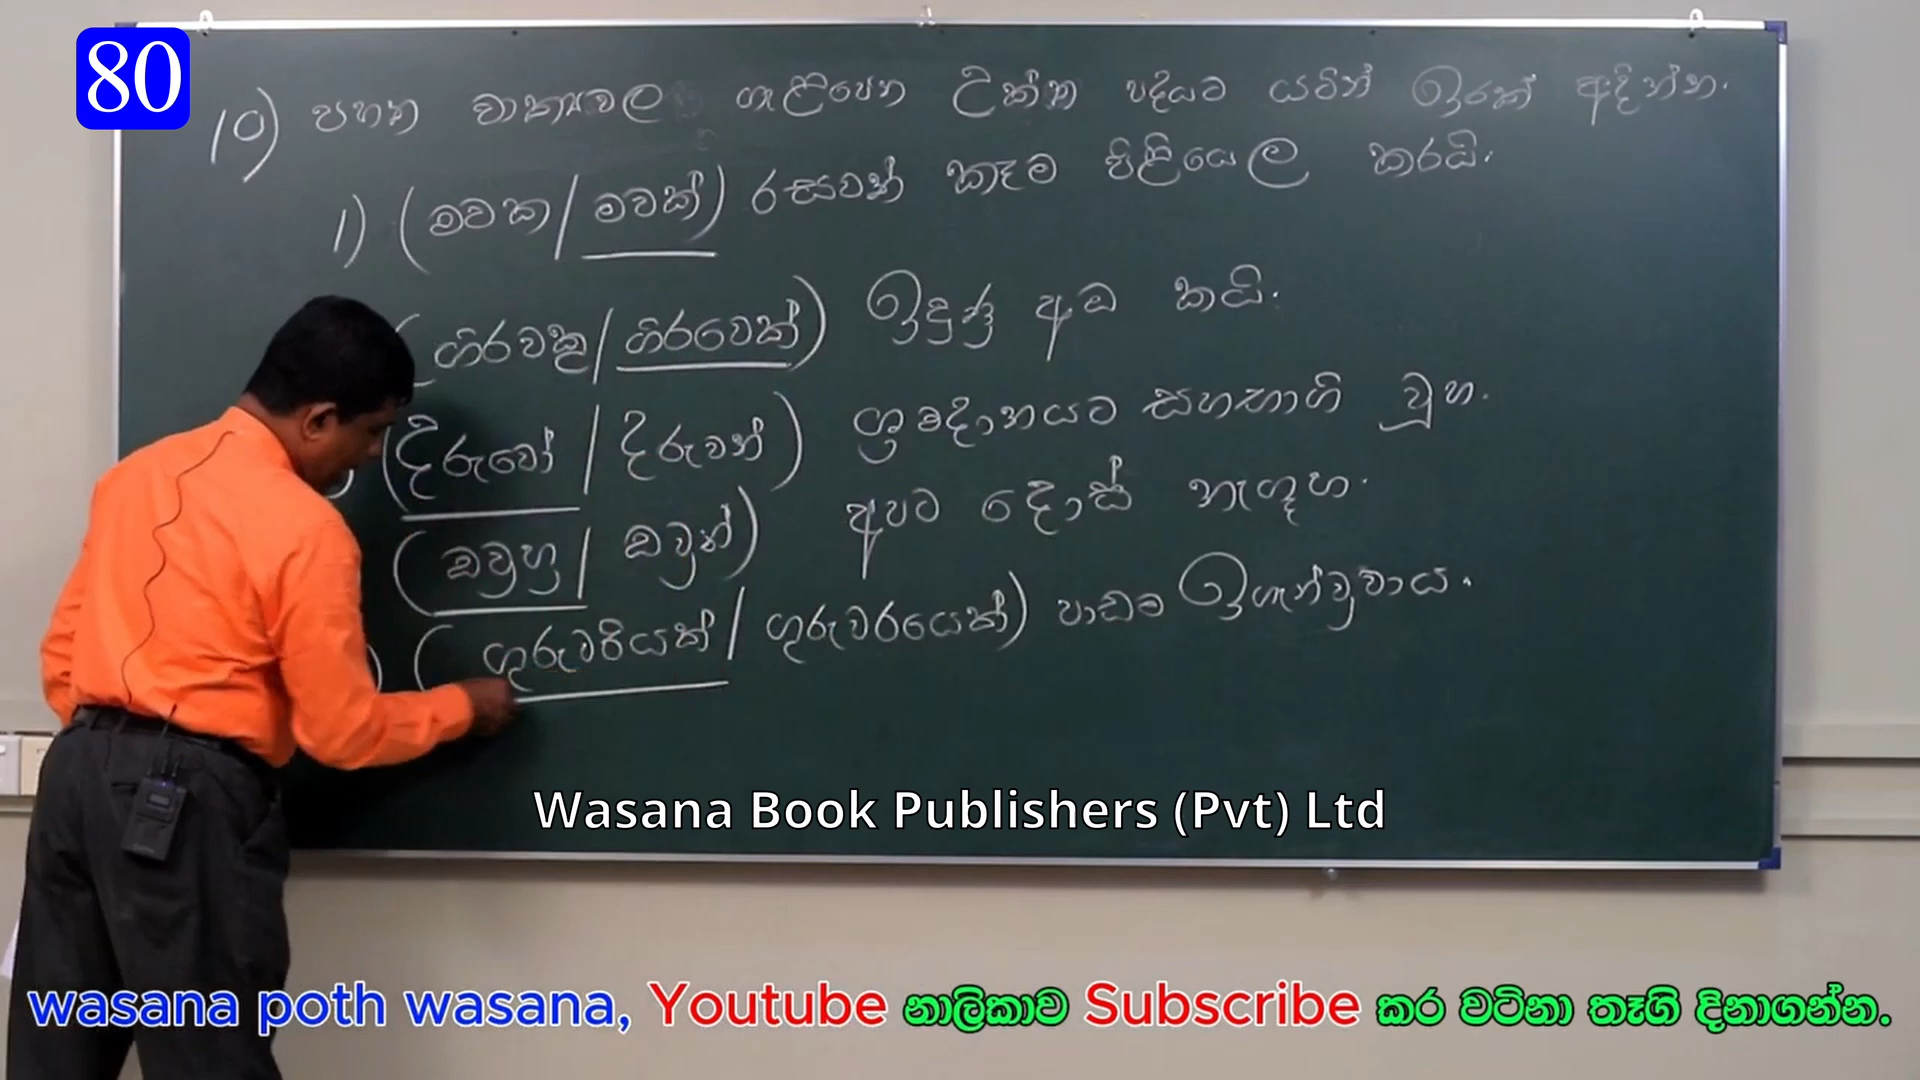 80
10) පහත වාක්‍යවල ගැළපෙන උක්ත පදයට යටින් ඉරක් අඳින්න.
1) (මවක/මවක්) රසවත් කෑම පිළියෙල කරයි.
(ගිරවකු/ගිරවෙක්) ඉදුණු අඹ කයි.
(දරුවෝ/දරුවන්) ශ්‍රමදානයට සහභාගි වූහ.
(ඔවුහු/ඔවුන්) අපට දොස් නැගූහ.
) (ගුරුවරියක්/ගුරුවරයෙක්) පාඩම ඉගැන්වූවාය.
Wasana Book Publishers (Pvt) Ltd
wasana poth wasana, Youtube නාලිකාව Subscribe කර වටිනා තෑගි දිනාගන්න.